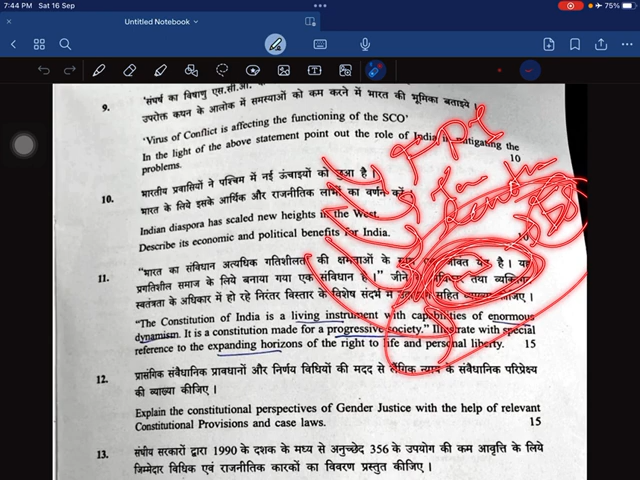 7:44 PM Sat 16 Sep
75%
Untitled Notebook
'संघर्ष का विषाणु एस.सी.ओ.
9. उपरोक्त कथन के आलोक में समस्याओं को कम करने में भारत की भूमिका बताइये।
'Virus of Conflict is affecting the functioning of the SCO'
In the light of the above statement point out the role of India in mitigating the
problems. 10
10. भारतीय प्रवासियों ने पश्चिम में नई ऊंचाइयों को छुआ है।
भारत के लिये इसके आर्थिक और राजनीतिक लाभों का वर्णन करें
Indian diaspora has scaled new heights in the West.
Describe its economic and political benefits for India. 10
11. "भारत का संविधान अत्यधिक गतिशीलता की क्षमताओं के साथ एक जीवंत यंत्र है। यह
प्रगतिशील समाज के लिये बनाया गया एक संविधान है।" जीने के तथा व्यक्तिगत
स्वतंत्रता के अधिकार में हो रहे निरंतर विस्तार के विशेष संदर्भ में सहित कीजिए।
"The Constitution of India is a living instrument with capabilities of enormous
dynamism. It is a constitution made for a progressive society." Illustrate with special
reference to the expanding horizons of the right to life and personal liberty. 15
12. प्रासंगिक संवैधानिक प्रावधानों और निर्णय विधियों की मदद से लैंगिक न्याय के संवैधानिक परिप्रेक्ष्य
की व्याख्या कीजिए।
Explain the constitutional perspectives of Gender Justice with the help of relevant
Constitutional Provisions and case laws. 15
13. संघीय सरकारों द्वारा 1990 के दशक के मध्य से अनुच्छेद 356 के उपयोग की कम आवृत्ति के लिये
जिम्मेदार विधिक एवं राजनीतिक कारकों का विवरण प्रस्तुत कीजिए।